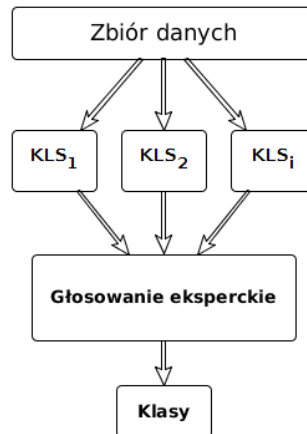 Zbiór danych
KLS1 KLS2 KLSi
Głosowanie eksperckie
Klasy